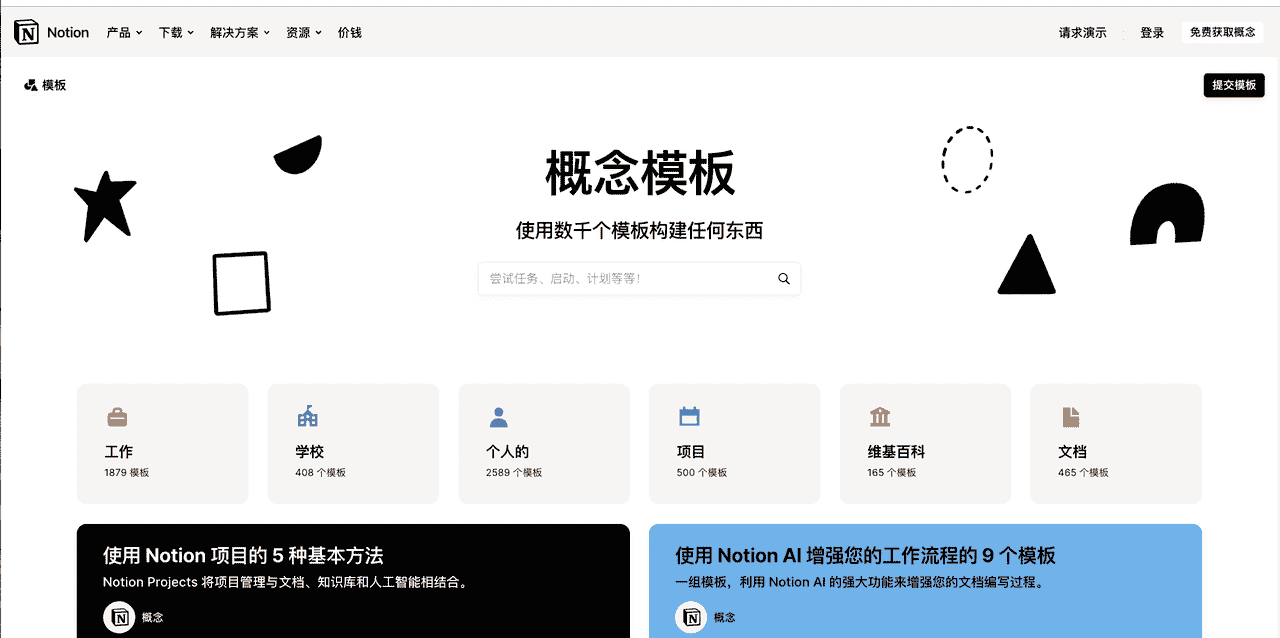 Notion 产品 下载 解决方案 资源 价钱 请求演示 登录 免费获取概念
模板 提交模板
概念模板
使用数千个模板构建任何东西
尝试任务、启动、计划等等!
工作
1879 模板
学校
408 个模板
个人的
2589 个模板
项目
500 个模板
维基百科
165 个模板
文档
465 个模板
使用 Notion 项目的 5 种基本方法
Notion Projects 将项目管理与文档、知识库和人工智能相结合。
概念
使用 Notion AI 增强您的工作流程的 9 个模板
一组模板，利用 Notion AI 的强大功能来增强您的文档编写过程。
概念